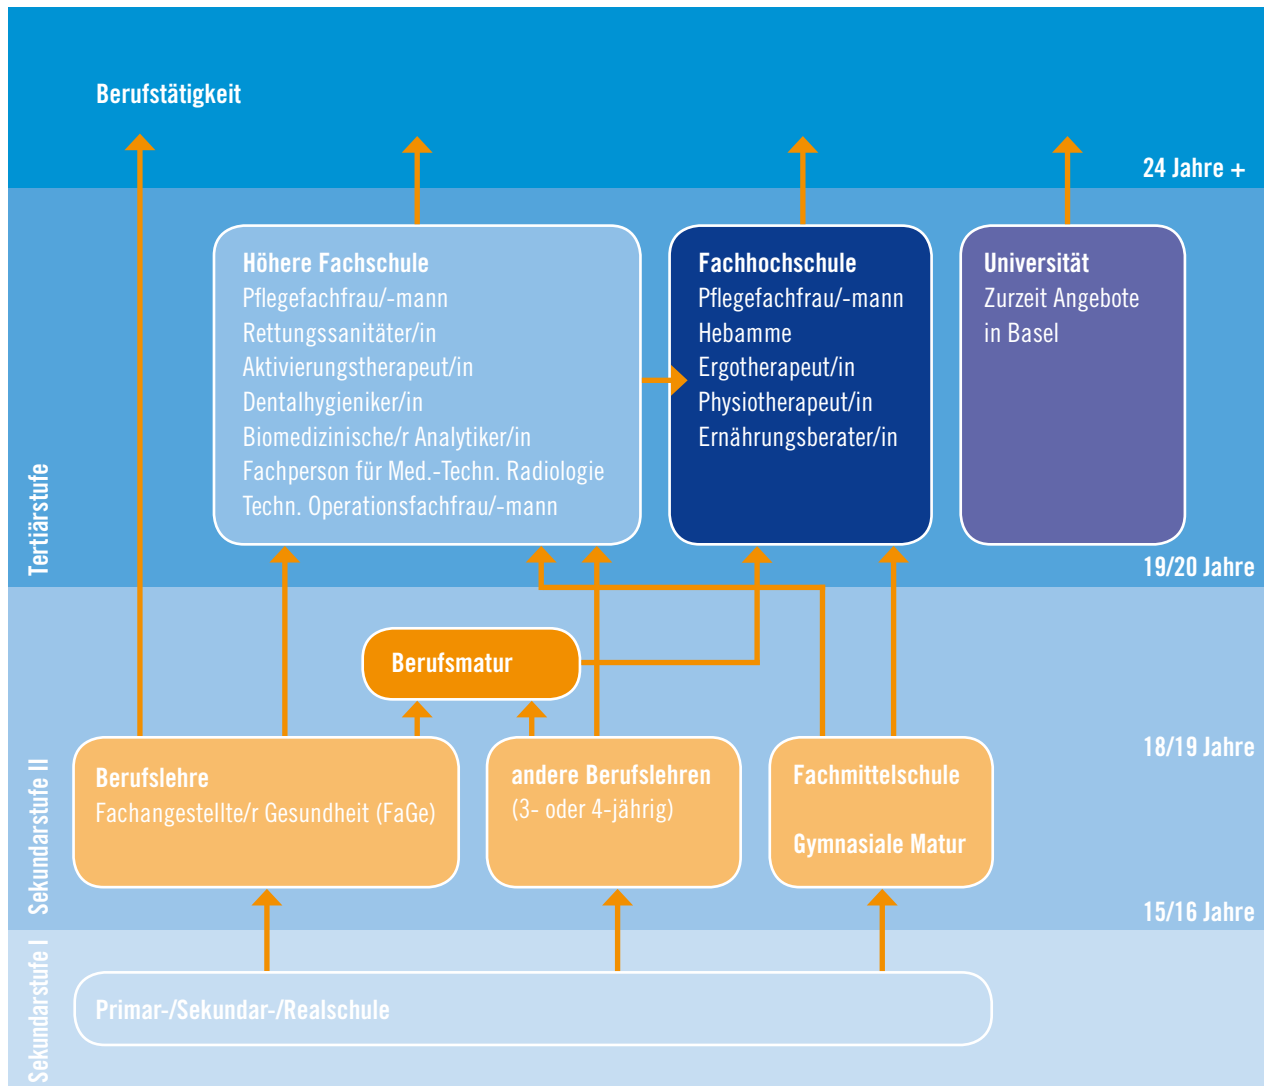 Berufstätigkeit
24 Jahre +
Höhere Fachschule
Pflegefachfrau/-mann
Rettungssanitäter/in
Aktivierungstherapeut/in
Dentalhygieniker/in
Biomedizinische/r Analytiker/in
Fachperson für Med.-Techn. Radiologie
Techn. Operationsfachfrau/-mann
Fachhochschule
Pflegefachfrau/-mann
Hebamme
Ergotherapeut/in
Physiotherapeut/in
Ernährungsberater/in
Universität
Zurzeit Angebote
in Basel
Tertiärstufe
19/20 Jahre
Berufsmatur
18/19 Jahre
Berufslehre
Fachangestellte/r Gesundheit (FaGe)
andere Berufslehren
(3- oder 4-jährig)
Fachmittelschule
Gymnasiale Matur
Sekundarstufe II
15/16 Jahre
Primar-/Sekundar-/Realschule
Sekundarstufe I